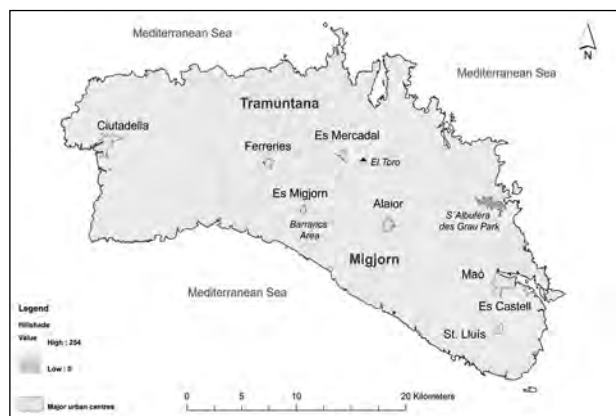 Mediterranean Sea
Mediterranean Sea
N
Tramuntana
Ciutadella
Es Mercadal
Ferreries
El Toro
Es Migjorn
Alaior
S'Albufera
des Grau Park
Barrancs
Area
Migjorn
Maó
Mediterranean Sea
Es Castell
St. Lluís
Legend
Hillshade
Value
High : 254
Low : 0
Major urban centres
0 5 10 20 Kilometers